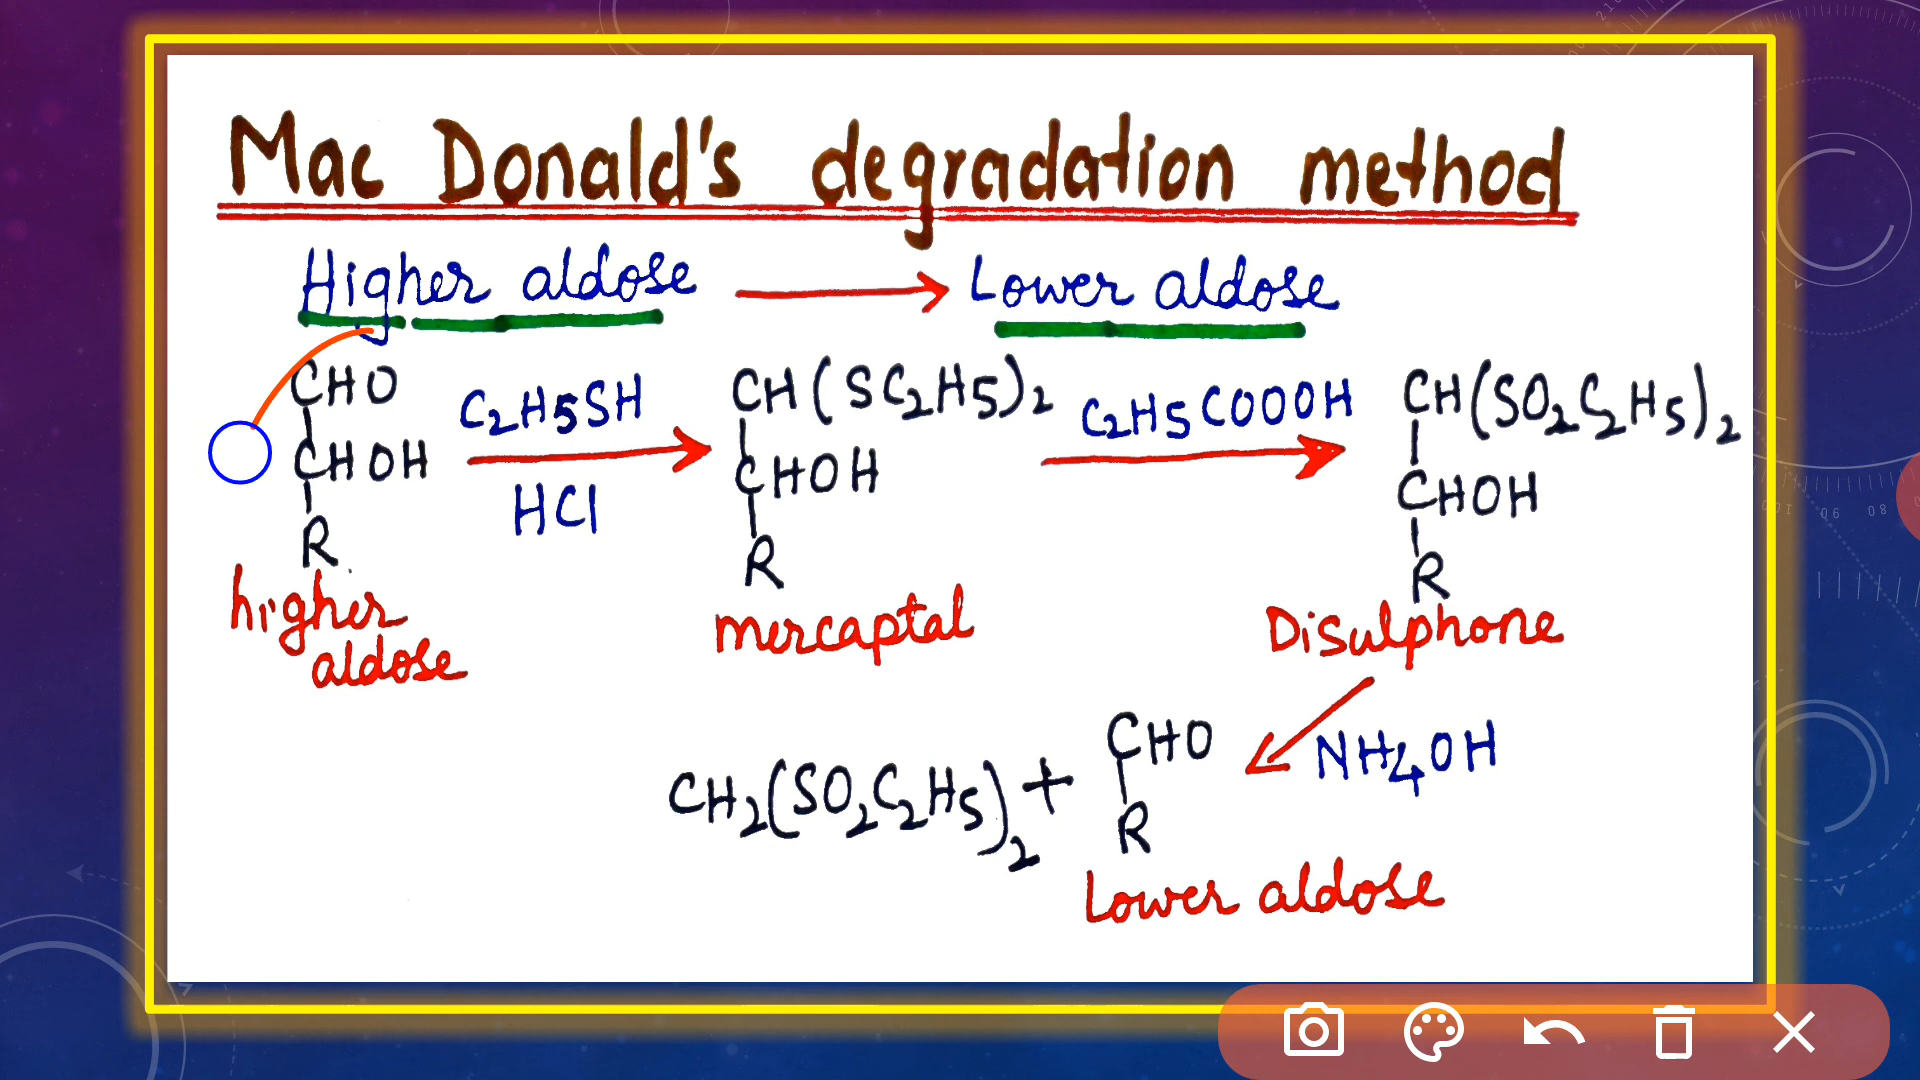 Mac Donald's degradation method
Higher aldose → Lower aldose
CHO C2H5SH CH(SC2H5)2 C2H5COOOH CH(SO2C2H5)2
CHOH HCl CHOH CHOH
R R R
higher aldose mercaptal Disulphone
CH2(SO2C2H5)2 + CHO NH4OH
R
Lower aldose